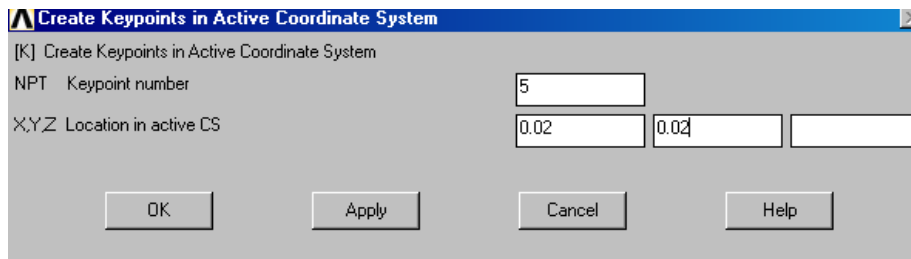 Create Keypoints in Active Coordinate System
[K] Create Keypoints in Active Coordinate System
NPT Keypoint number 5
X,Y,Z Location in active CS 0.02 0.02
OK Apply Cancel Help